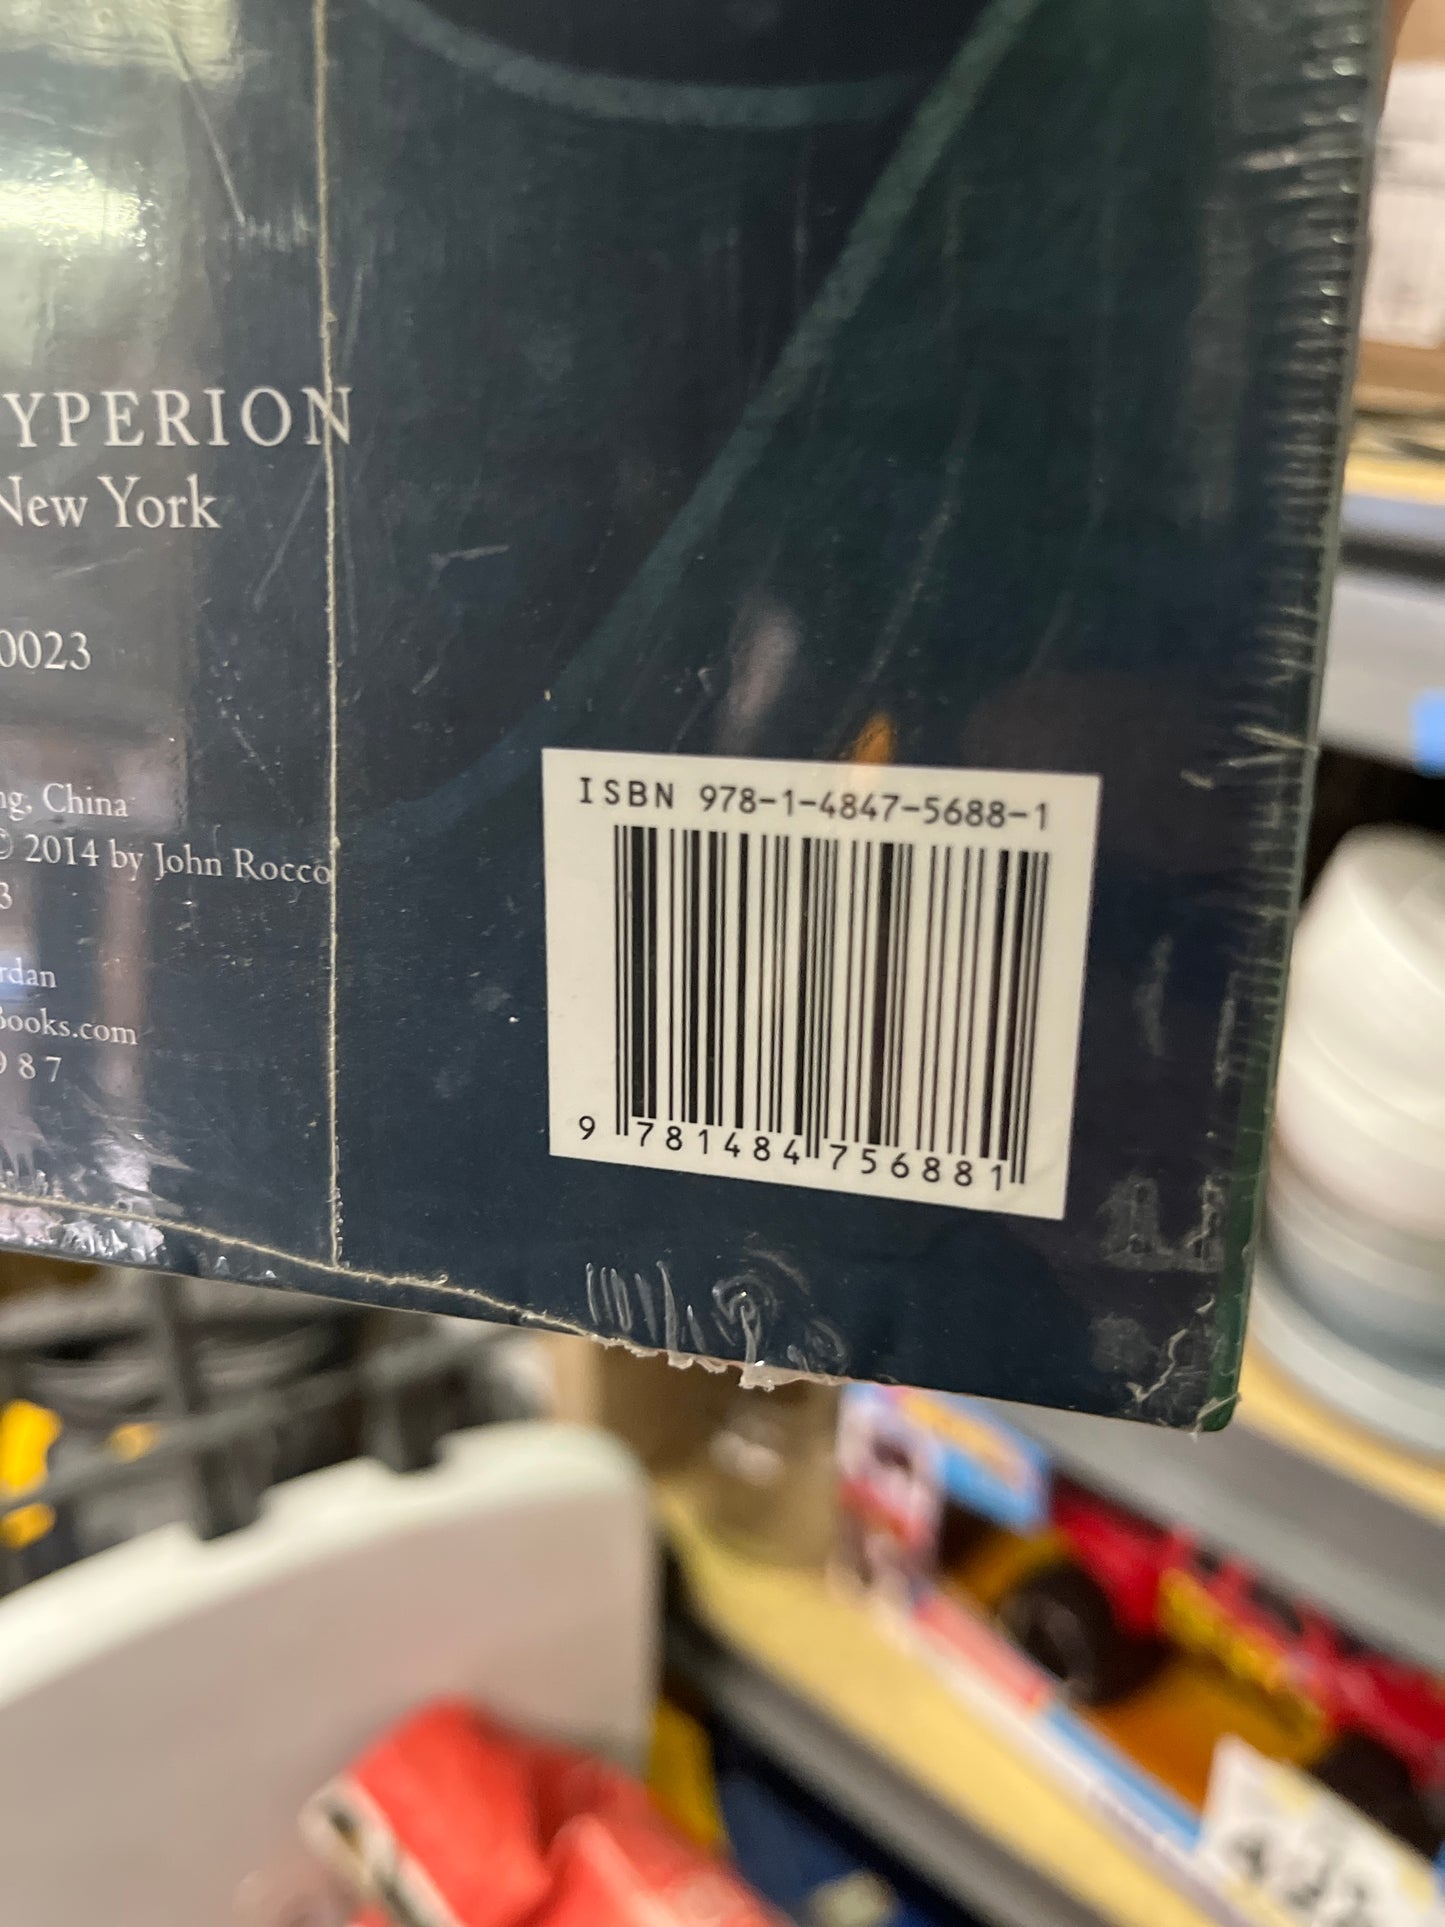 YPERION
New York
0023
ng, China
© 2014 by John Rocco
3
rdan
Books.com
9 8 7
ISBN 978-1-4847-5688-1
9 781484 756881